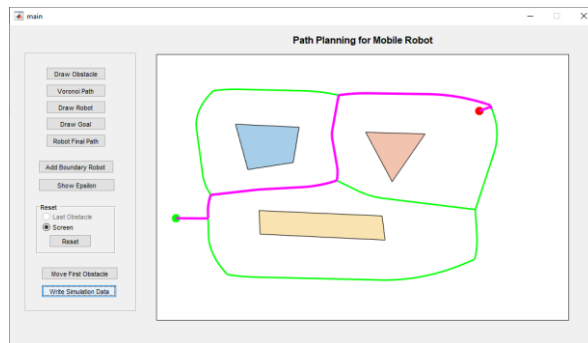 main
Path Planning for Mobile Robot
Draw Obstacle
Voronoi Path
Draw Robot
Draw Goal
Robot Final Path
Add Boundary Robot
Show Epsilon
Reset
Last Obstacle
Screen
Reset
Move First Obstacle
Write Simulation Data